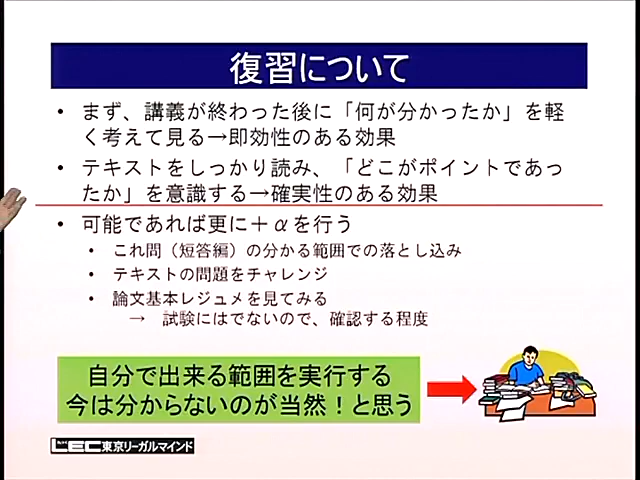 復習について
• まず、講義が終わった後に「何が分かったか」を軽
く考えて見る→即効性のある効果
• テキストをしっかり読み、「どこがポイントであっ
たか」を意識する→確実性のある効果
• 可能であれば更に＋αを行う
• これ問（短答編）の分かる範囲での落とし込み
• テキストの問題をチャレンジ
• 論文基本レジュメを見てみる
→ 試験にはでないので、確認する程度
自分で出来る範囲を実行する
今は分からないのが当然！と思う
LEC東京リーガルマインド